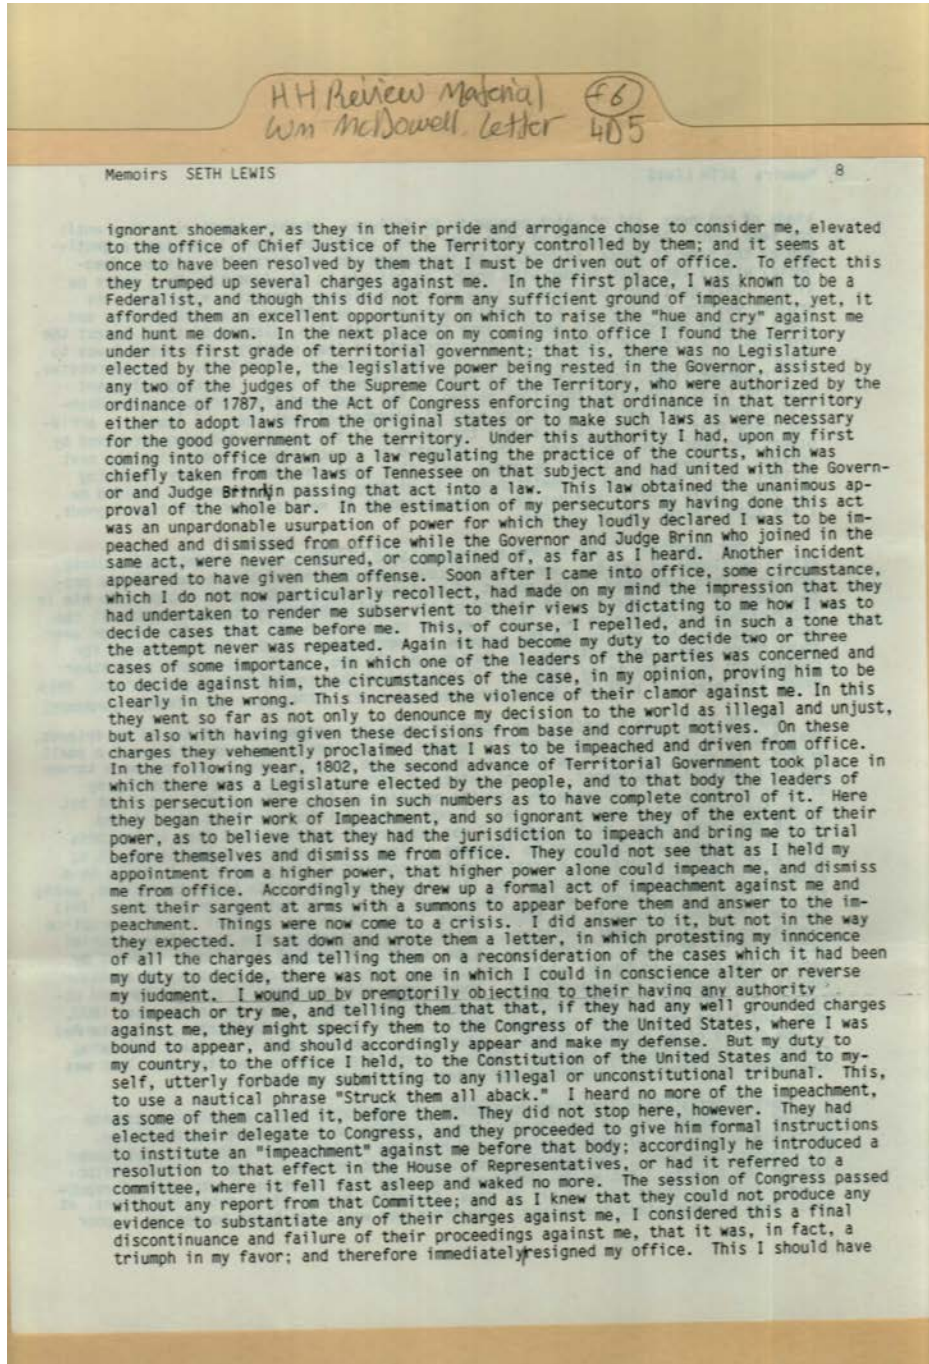 HH Review Material f6
Wm McDowell Letter 4D5
Memoirs SETH LEWIS 8
ignorant shoemaker, as they in their pride and arrogance chose to consider me, elevated
to the office of Chief Justice of the Territory controlled by them; and it seems at
once to have been resolved by them that I must be driven out of office. To effect this
they trumped up several charges against me. In the first place, I was known to be a
Federalist, and though this did not form any sufficient ground of impeachment, yet, it
afforded them an excellent opportunity on which to raise the "hue and cry" against me
and hunt me down. In the next place on my coming into office I found the Territory
under its first grade of territorial government; that is, there was no Legislature
elected by the people, the legislative power being rested in the Governor, assisted by
any two of the judges of the Supreme Court of the Territory, who were authorized by the
ordinance of 1787, and the Act of Congress enforcing that ordinance in that territory
either to adopt laws from the original states or to make such laws as were necessary
for the good government of the territory. Under this authority I had, upon my first
coming into office drawn up a law regulating the practice of the courts, which was
chiefly taken from the laws of Tennessee on that subject and had united with the Govern-
or and Judge in passing that act into a law. This law obtained the unanimous ap-
proval of the whole bar. In the estimation of my persecutors my having done this act
was an unpardonable usurpation of power for which they loudly declared I was to be im-
peached and dismissed from office while the Governor and Judge Brinn who joined in the
same act, were never censured, or complained of, as far as I heard. Another incident
appeared to have given them offense. Soon after I came into office, some circumstance,
which I do not now particularly recollect, had made on my mind the impression that they
had undertaken to render me subservient to their views by dictating to me how I was to
decide cases that came before me. This, of course, I repelled, and in such a tone that
the attempt never was repeated. Again it had become my duty to decide two or three
cases of some importance, in which one of the leaders of the parties was concerned and
to decide against him, the circumstances of the case, in my opinion, proving him to be
clearly in the wrong. This increased the violence of their clamor against me. In this
they went so far as not only to denounce my decision to the world as illegal and unjust,
but also with having given these decisions from base and corrupt motives. On these
charges they vehemently proclaimed that I was to be impeached and driven from office.
In the following year, 1802, the second advance of Territorial Government took place in
which there was a Legislature elected by the people, and to that body the leaders of
this persecution were chosen in such numbers as to have complete control of it. Here
they began their work of Impeachment, and so ignorant were they of the extent of their
power, as to believe that they had the jurisdiction to impeach and bring me to trial
before themselves and dismiss me from office. They could not see that as I held my
appointment from a higher power, that higher power alone could impeach me, and dismiss
me from office. Accordingly they drew up a formal act of impeachment against me and
sent their sargent at arms with a summons to appear before them and answer to the im-
peachment. Things were now come to a crisis. I did answer to it, but not in the way
they expected. I sat down and wrote them a letter, in which protesting my innocence
of all the charges and telling them on a reconsideration of the cases which it had been
my duty to decide, there was not one in which I could in conscience alter or reverse
my judgment. I wound up by premptorily objecting to their having any authority
to impeach or try me, and telling them that that, if they had any well grounded charges
against me, they might specify them to the Congress of the United States, where I was
bound to appear, and should accordingly appear and make my defense. But my duty to
my country, to the office I held, to the Constitution of the United States and to my-
self, utterly forbade my submitting to any illegal or unconstitutional tribunal. This,
to use a nautical phrase "Struck them all aback." I heard no more of the impeachment,
as some of them called it, before them. They did not stop here, however. They had
elected their delegate to Congress, and they proceeded to give him formal instructions
to institute an "impeachment" against me before that body; accordingly he introduced a
resolution to that effect in the House of Representatives, or had it referred to a
committee, where it fell fast asleep and waked no more. The session of Congress passed
without any report from that Committee; and as I knew that they could not produce any
evidence to substantiate any of their charges against me, I considered this a final
discontinuance and failure of their proceedings against me, that it was, in fact, a
triumph in my favor; and therefore immediately resigned my office. This I should have